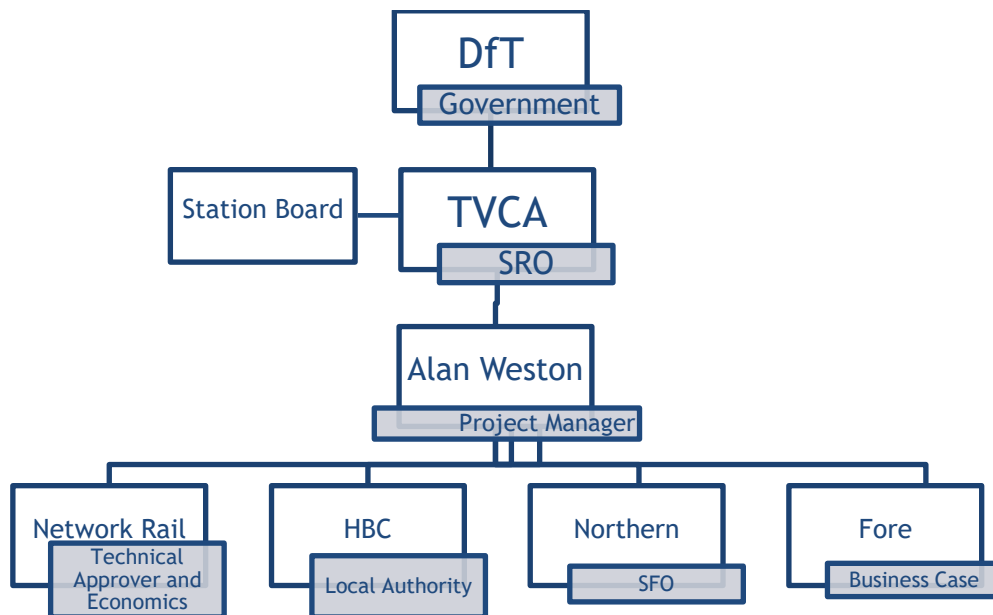 DfT
Government
Station Board
TVCA
SRO
Alan Weston
Project Manager
Network Rail
Technical
Approver and
Economics
HBC
Local Authority
Northern
SFO
Fore
Business Case